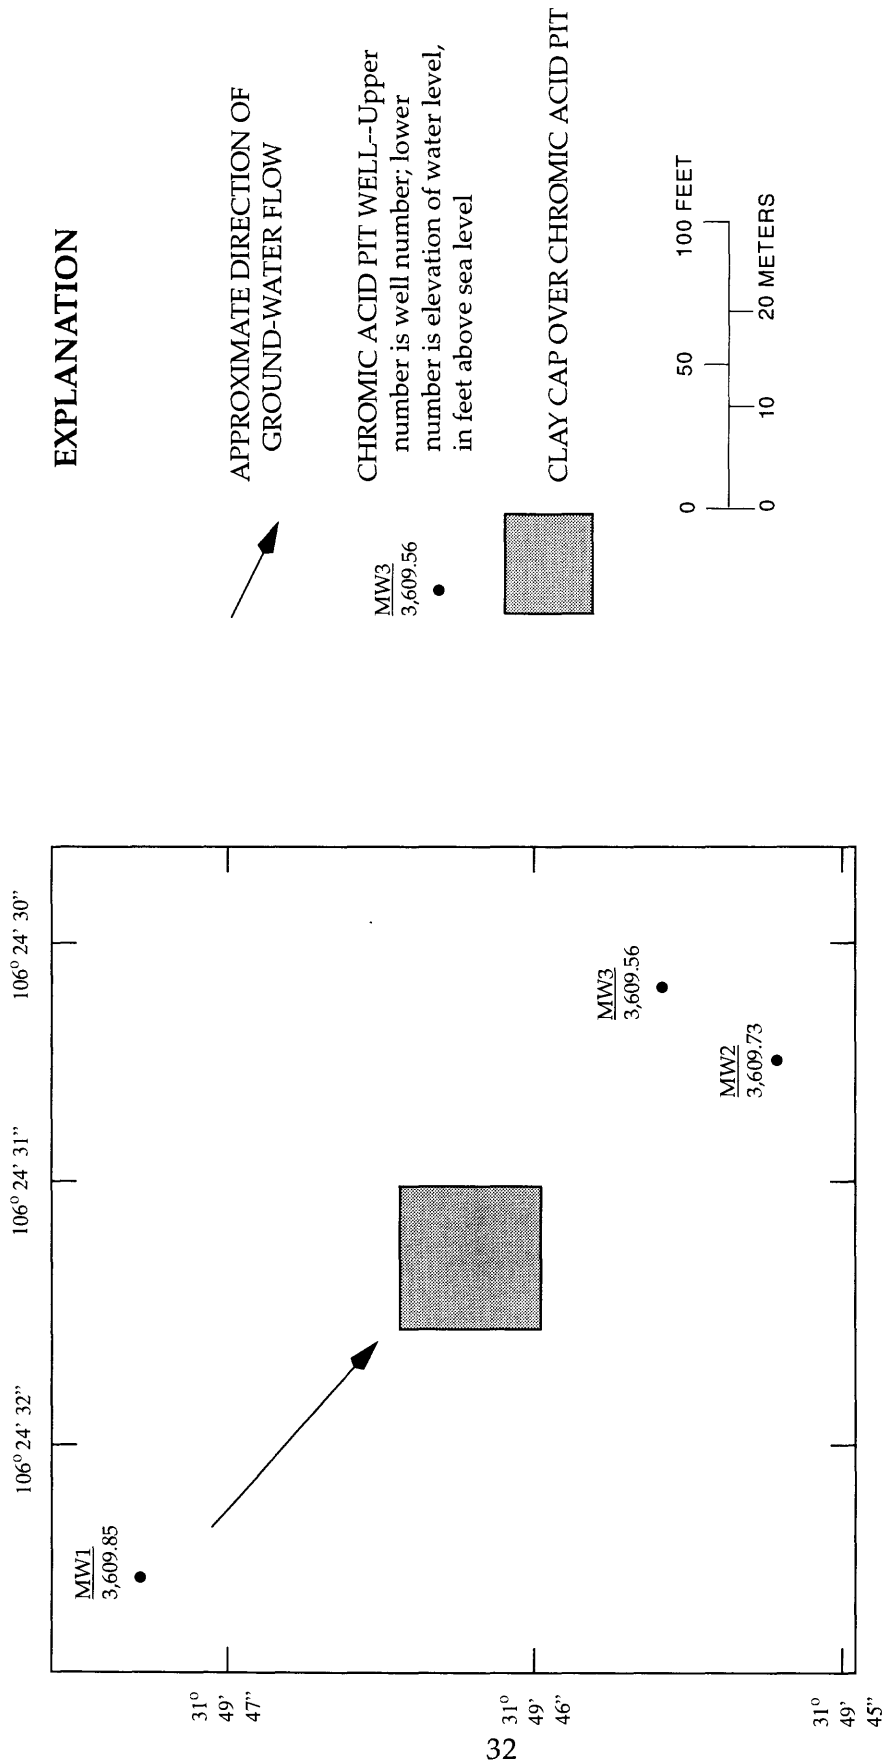 106° 24' 32"
106° 24' 31"
106° 24' 30"
31°
49'
47"
31°
49'
46"
31°
49'
45"
MW1
3,609.85
MW3
3,609.56
MW2
3,609.73
EXPLANATION
APPROXIMATE DIRECTION OF
GROUND-WATER FLOW
MW3
3,609.56
CHROMIC ACID PIT WELL--Upper
number is well number; lower
number is elevation of water level,
in feet above sea level
CLAY CAP OVER CHROMIC ACID PIT
0 50 100 FEET
0 10 20 METERS
32